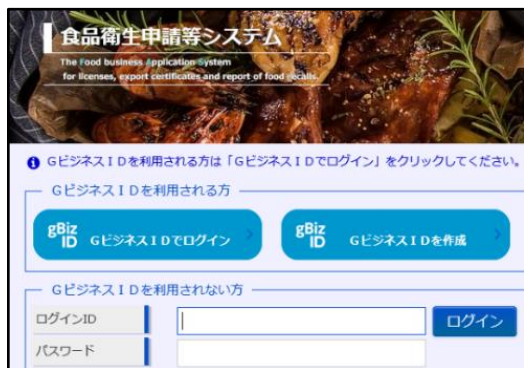 食品衛生申請等システム
The Food business Application System
for licenses, export certificates and report of food recalls.
GビジネスIDを利用される方は「GビジネスIDでログイン」をクリックしてください。
GビジネスIDを利用される方
gBiz ID GビジネスIDでログイン
gBiz ID GビジネスIDを作成
GビジネスIDを利用されない方
ログインID ログイン
パスワード